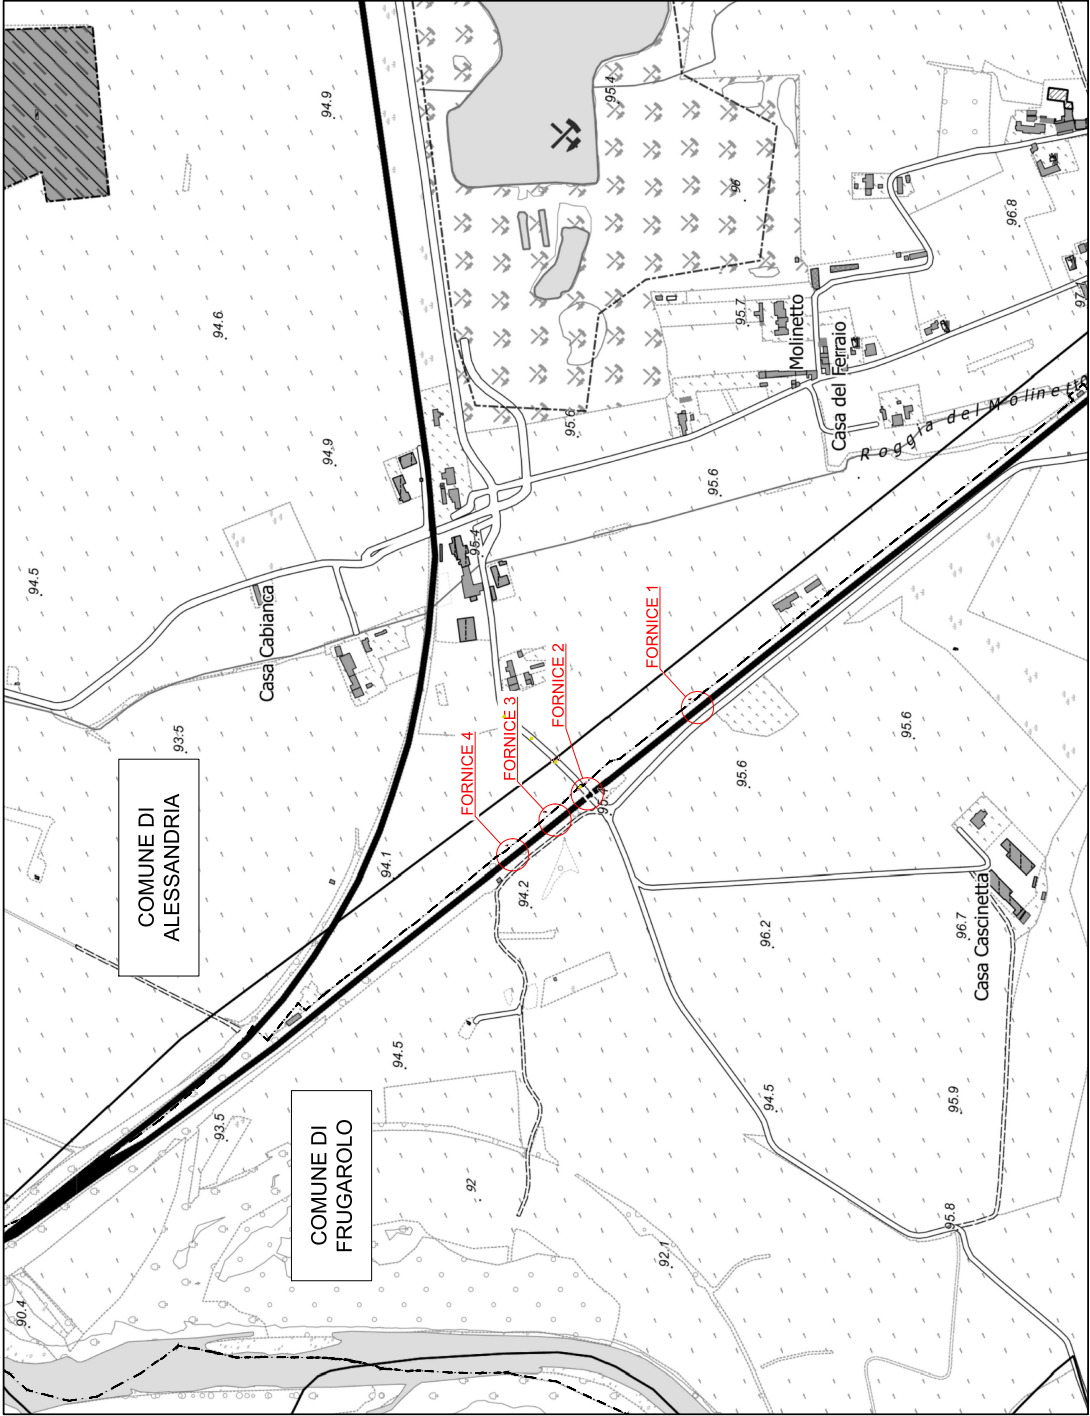 COMUNE DI
ALESSANDRIA
COMUNE DI
FRUGAROLO
FORNICE 1
FORNICE 2
FORNICE 3
FORNICE 4
Casa Cabianca
Molinetto
Casa del Ferraio
Roggia del Molinetto
Casa Cascinetta
94.9
94.6
94.9
94.5
93.5
94.1
93.5
90.4
95.4
96
95.7
96.8
95.6
95.6
95.4
95.4
94.2
95.6
95.6
96.2
96.7
94.5
94.5
95.9
95.8
92
92.1